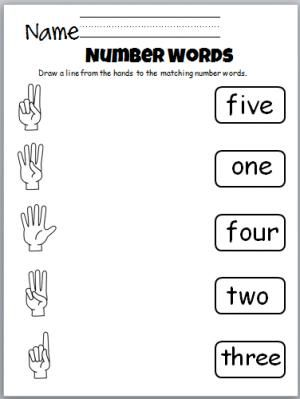 Name
Number Words
Draw a line from the hands to the matching number words.
five
one
four
two
three